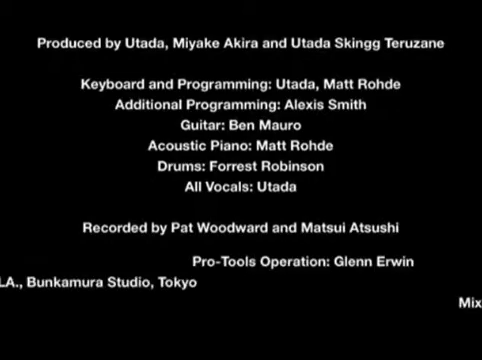 Produced by Utada, Miyake Akira and Utada Skingg Teruzane
Keyboard and Programming: Utada, Matt Rohde
Additional Programming: Alexis Smith
Guitar: Ben Mauro
Acoustic Piano: Matt Rohde
Drums: Forrest Robinson
All Vocals: Utada
Recorded by Pat Woodward and Matsui Atsushi
Pro-Tools Operation: Glenn Erwin
LA., Bunkamura Studio, Tokyo
Mix